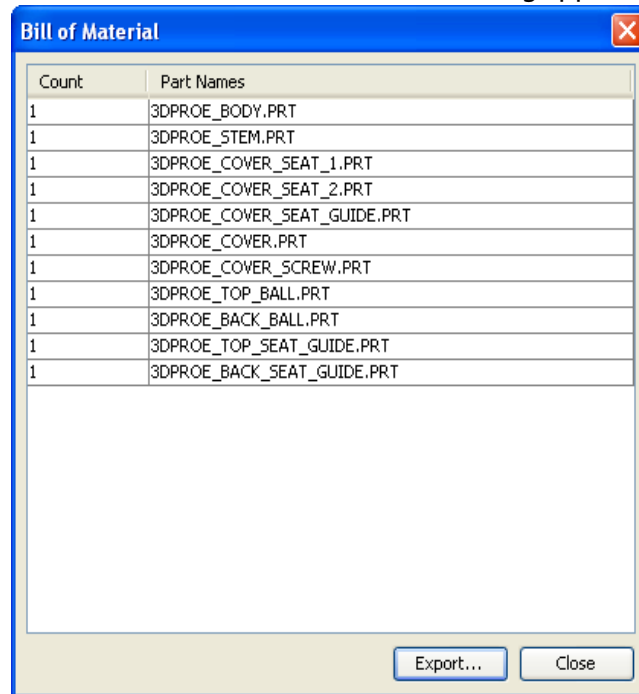 Bill of Material
Count Part Names
1 3DPROE_BODY.PRT
1 3DPROE_STEM.PRT
1 3DPROE_COVER_SEAT_1.PRT
1 3DPROE_COVER_SEAT_2.PRT
1 3DPROE_COVER_SEAT_GUIDE.PRT
1 3DPROE_COVER.PRT
1 3DPROE_COVER_SCREW.PRT
1 3DPROE_TOP_BALL.PRT
1 3DPROE_BACK_BALL.PRT
1 3DPROE_TOP_SEAT_GUIDE.PRT
1 3DPROE_BACK_SEAT_GUIDE.PRT
Export... Close